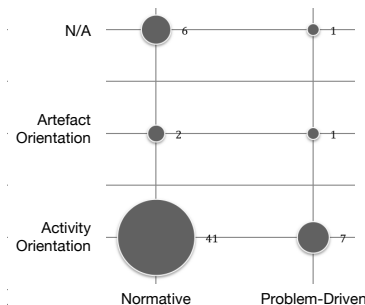 N/A
6
1
Artefact
Orientation
2
1
Activity
Orientation
41
7
Normative
Problem-Driven